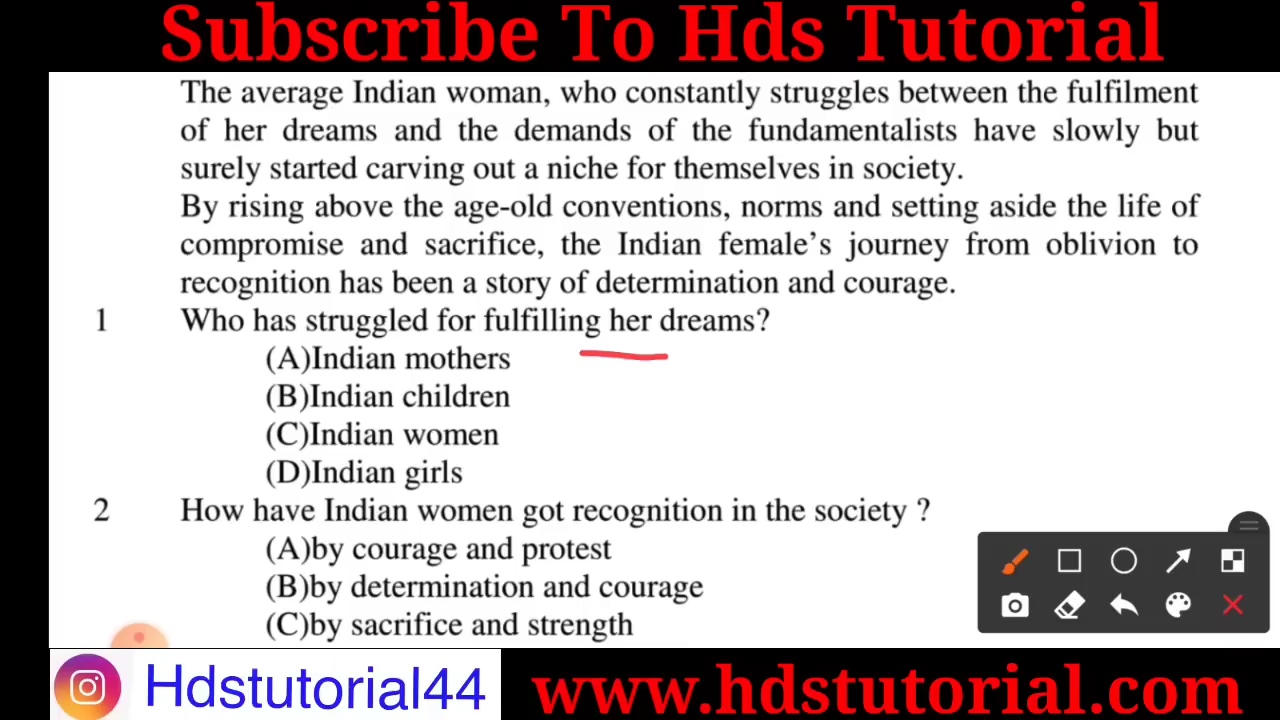 Subscribe To Hds Tutorial
The average Indian woman, who constantly struggles between the fulfilment
of her dreams and the demands of the fundamentalists have slowly but
surely started carving out a niche for themselves in society.
By rising above the age-old conventions, norms and setting aside the life of
compromise and sacrifice, the Indian female's journey from oblivion to
recognition has been a story of determination and courage.
1 Who has struggled for fulfilling her dreams?
(A)Indian mothers
(B)Indian children
(C)Indian women
(D)Indian girls
2 How have Indian women got recognition in the society ?
(A)by courage and protest
(B)by determination and courage
(C)by sacrifice and strength
Hdstutorial44 www.hdstutorial.com